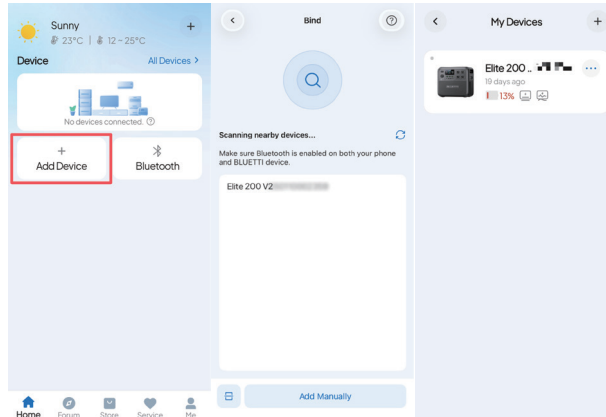 Sunny
+
23°C | 12~25°C
Device
All Devices >
No devices connected. ?
+
Add Device
Bluetooth
Home
Forum
Store
Service
Me
Bind
?
Scanning nearby devices...
Make sure Bluetooth is enabled on both your phone
and BLUETTI device.
Elite 200 V2
Add Manually
My Devices
+
Elite 200 ..
19 days ago
13%